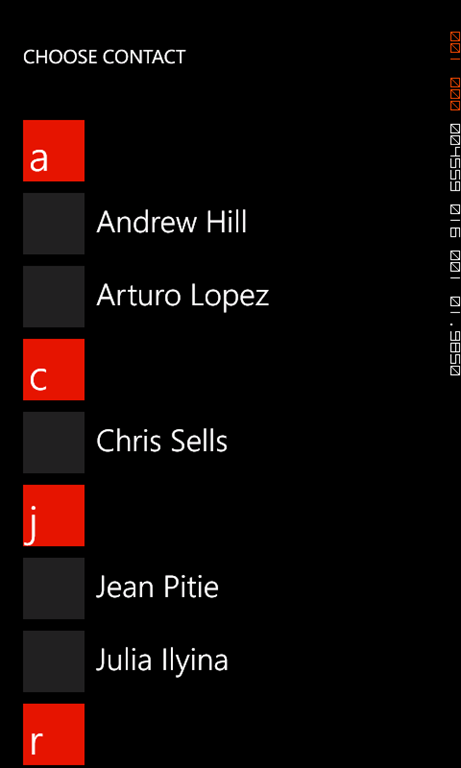 CHOOSE CONTACT
a
Andrew Hill
Arturo Lopez
c
Chris Sells
j
Jean Pitie
Julia Ilyina
r